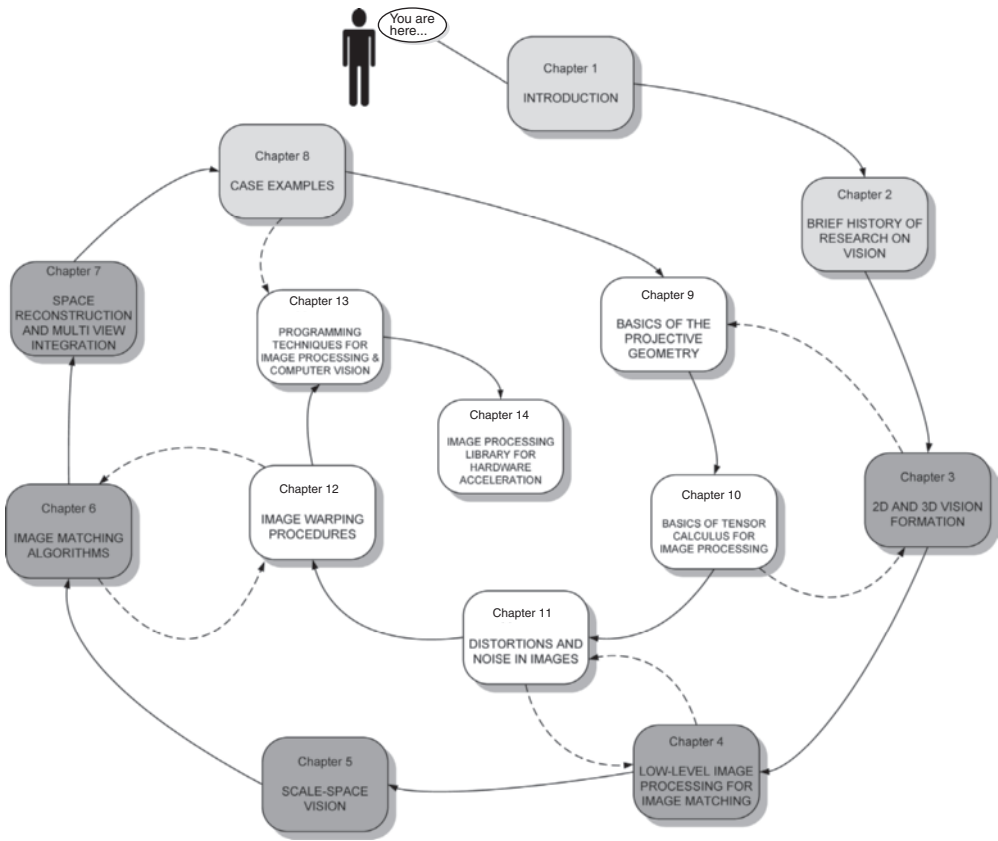 You are
here...
Chapter 1
INTRODUCTION
Chapter 2
BRIEF HISTORY OF
RESEARCH ON
VISION
Chapter 3
2D AND 3D VISION
FORMATION
Chapter 4
LOW-LEVEL IMAGE
PROCESSING FOR
IMAGE MATCHING
Chapter 5
SCALE-SPACE
VISION
Chapter 6
IMAGE MATCHING
ALGORITHMS
Chapter 7
SPACE
RECONSTRUCTION
AND MULTI VIEW
INTEGRATION
Chapter 8
CASE EXAMPLES
Chapter 9
BASICS OF THE
PROJECTIVE
GEOMETRY
Chapter 10
BASICS OF TENSOR
CALCULUS FOR
IMAGE PROCESSING
Chapter 11
DISTORTIONS AND
NOISE IN IMAGES
Chapter 12
IMAGE WARPING
PROCEDURES
Chapter 13
PROGRAMMING
TECHNIQUES FOR
IMAGE PROCESSING &
COMPUTER VISION
Chapter 14
IMAGE PROCESSING
LIBRARY FOR
HARDWARE
ACCELERATION